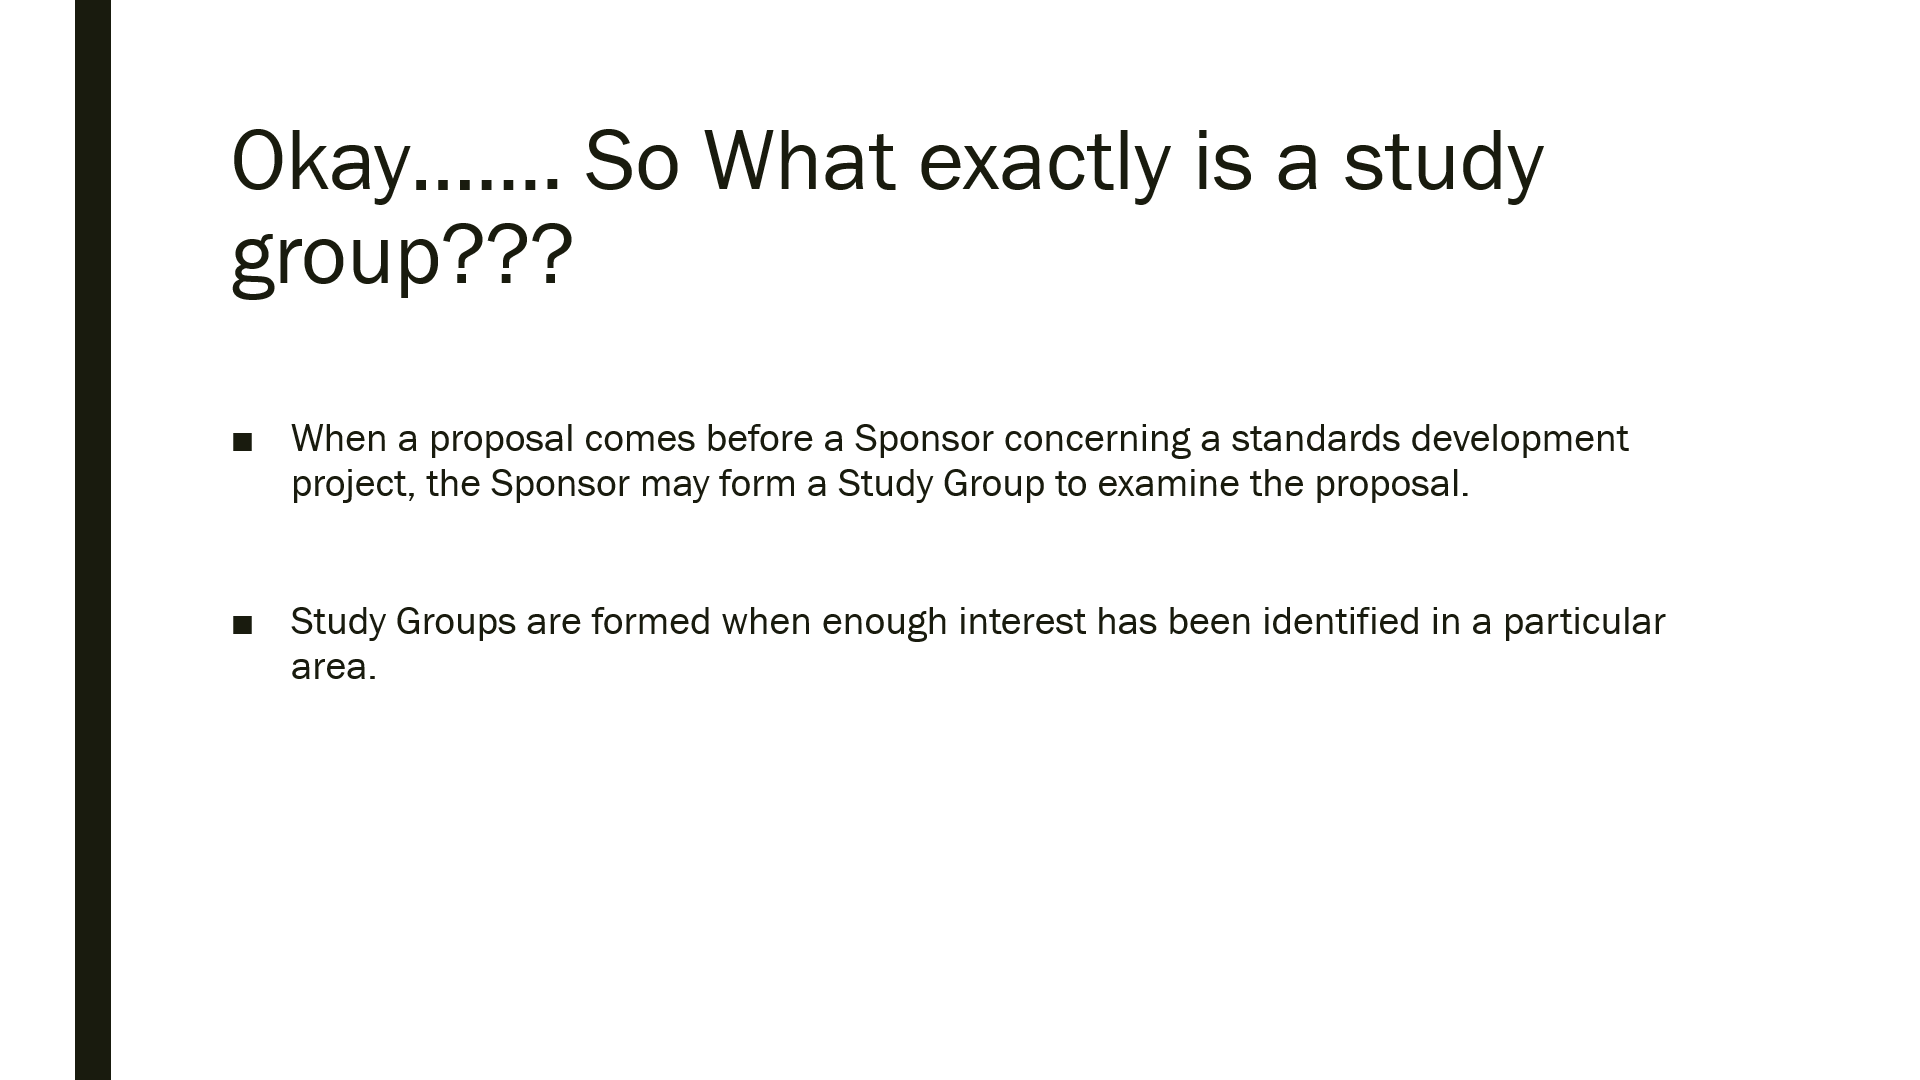 Okay……. So What exactly is a study
group???
■ When a proposal comes before a Sponsor concerning a standards development
project, the Sponsor may form a Study Group to examine the proposal.
■ Study Groups are formed when enough interest has been identified in a particular
area.